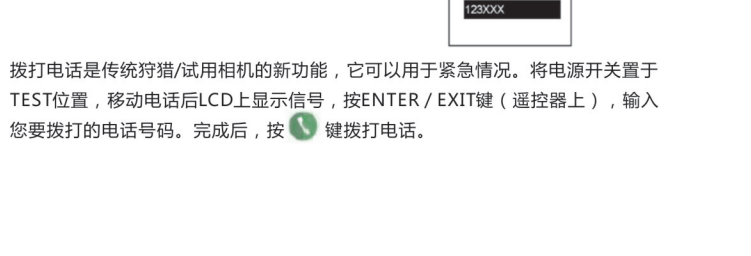 123XXX
拨打电话是传统狩猎/试用相机的新功能，它可以用于紧急情况。将电源开关置于
TEST位置，移动电话后LCD上显示信号，按ENTER / EXIT键（遥控器上），输入
您要拨打的电话号码。完成后，按 键拨打电话。